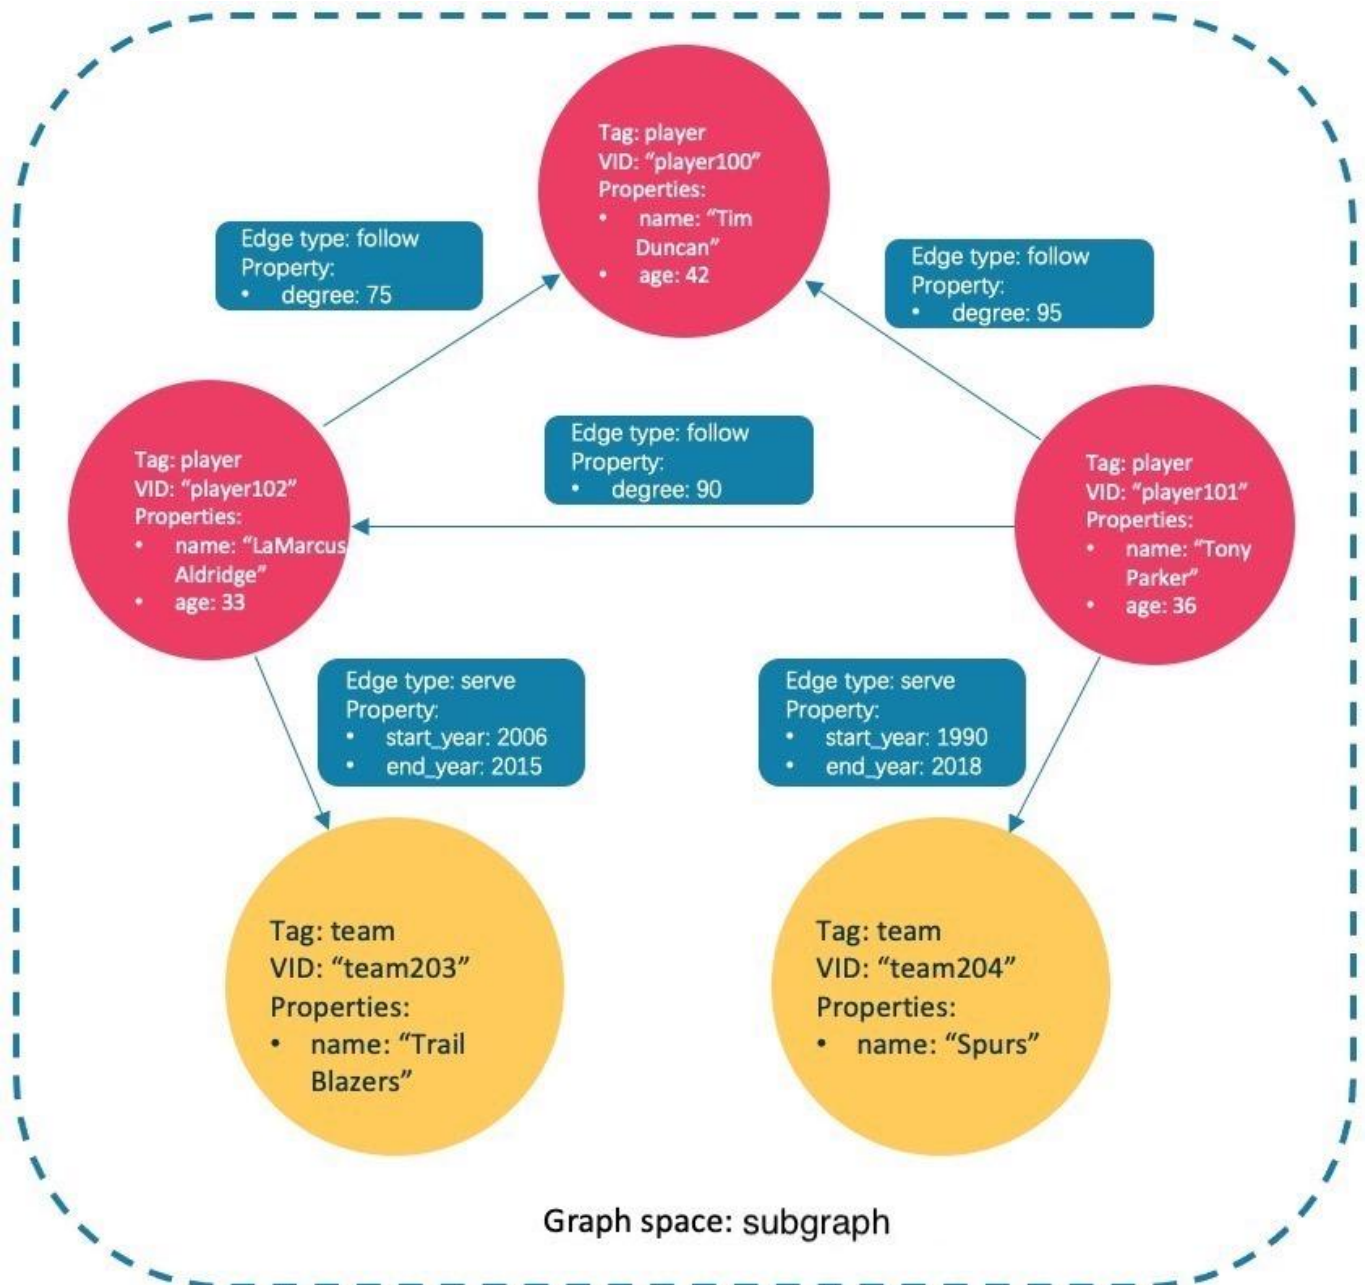 Tag: player
VID: “player100”
Properties:
• name: “Tim
Duncan”
• age: 42
Edge type: follow
Property:
• degree: 75
Edge type: follow
Property:
• degree: 95
Edge type: follow
Property:
• degree: 90
Tag: player
VID: “player102”
Properties:
• name: “LaMarcus
Aldridge”
• age: 33
Tag: player
VID: “player101”
Properties:
• name: “Tony
Parker”
• age: 36
Edge type: serve
Property:
• start_year: 2006
• end_year: 2015
Edge type: serve
Property:
• start_year: 1990
• end_year: 2018
Tag: team
VID: “team203”
Properties:
• name: “Trail
Blazers”
Tag: team
VID: “team204”
Properties:
• name: “Spurs”
Graph space: subgraph